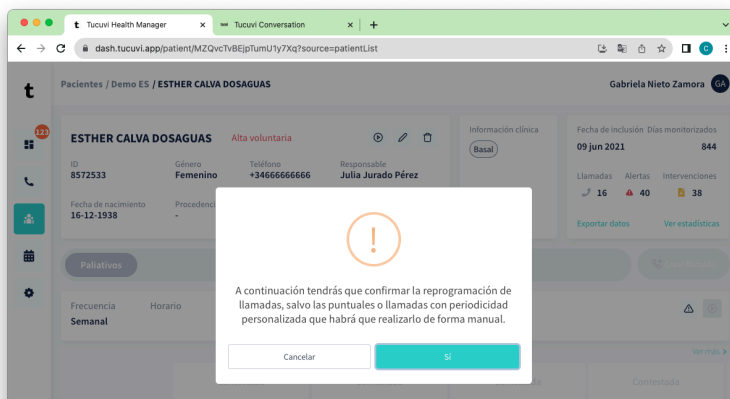 Tucuvi Health Manager
Tucuvi Conversation
dash.tucuvi.app/patient/MZQvcTvBEjpTumU1y7Xq?source=patientList
C
t
Pacientes / Demo ES / ESTHER CALVA DOSAGUAS
Gabriela Nieto Zamora
GA
123
ESTHER CALVA DOSAGUAS
Alta voluntaria
ID
8572533
Género
Femenino
Teléfono
+34666666666
Responsable
Julia Jurado Pérez
Fecha de nacimiento
16-12-1938
Procedenci
-
Información clínica
Basal
Fecha de inclusión
09 jun 2021
Días monitorizados
844
Llamadas
16
Alertas
40
Intervenciones
38
Exportar datos
Ver estadísticas
Paliativos
A continuación tendrás que confirmar la reprogramación de
llamadas, salvo las puntuales o llamadas con periodicidad
personalizada que habrá que realizarlo de forma manual.
Cancelar
Sí
Frecuencia
Semanal
Horario
Ver más >
Contestada